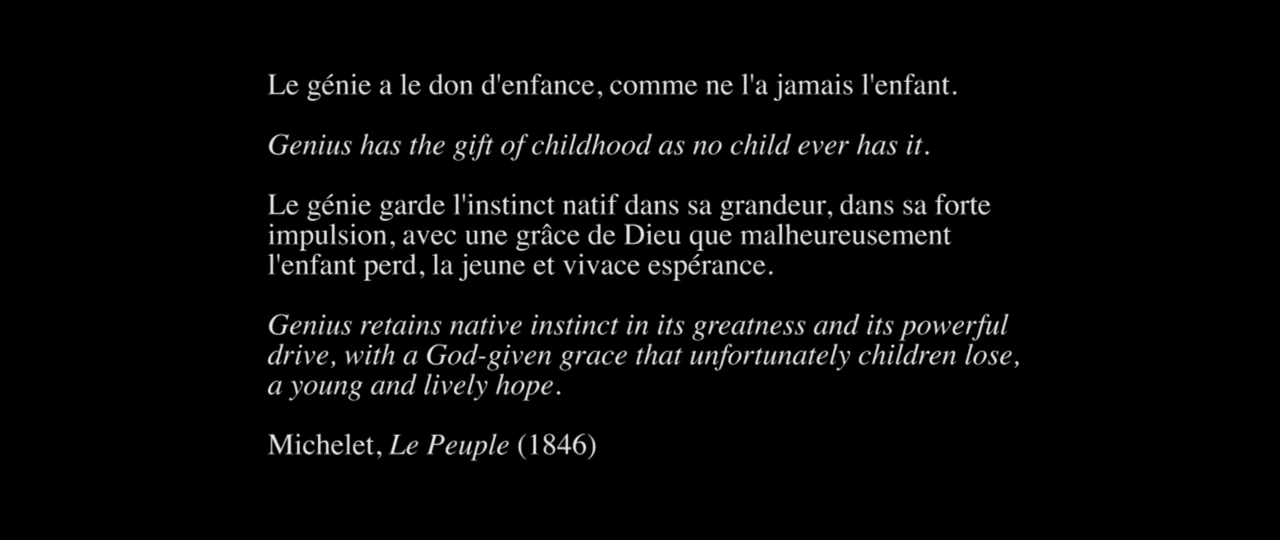 Le génie a le don d'enfance, comme ne l'a jamais l'enfant.
Genius has the gift of childhood as no child ever has it.
Le génie garde l'instinct natif dans sa grandeur, dans sa forte
impulsion, avec une grâce de Dieu que malheureusement
l'enfant perd, la jeune et vivace espérance.
Genius retains native instinct in its greatness and its powerful
drive, with a God-given grace that unfortunately children lose,
a young and lively hope.
Michelet, Le Peuple (1846)